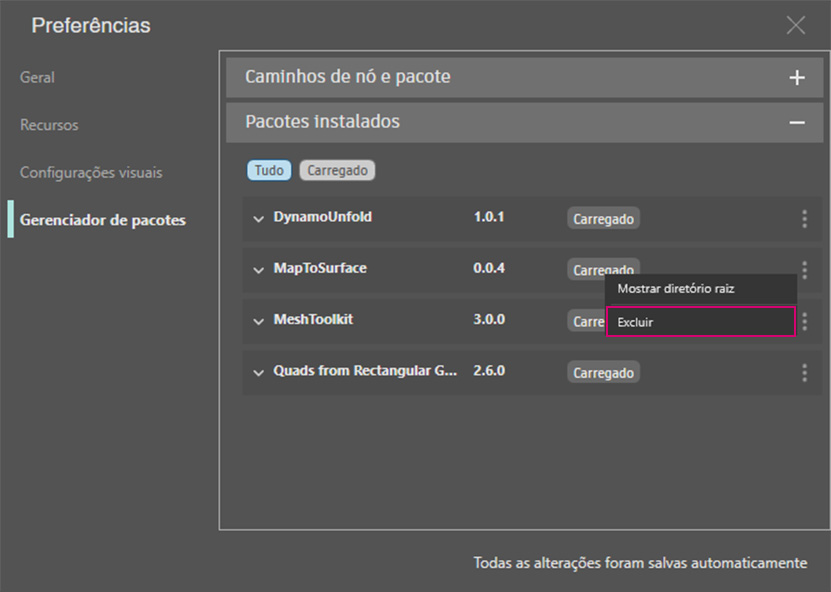 Preferências
Geral
Recursos
Configurações visuais
Gerenciador de pacotes
Caminhos de nó e pacote
Pacotes instalados
Tudo Carregado
DynamoUnfold 1.0.1 Carregado
MapToSurface 0.0.4 Carregado
Mostrar diretório raiz
MeshToolkit 3.0.0 Carre
Excluir
Quads from Rectangular G... 2.6.0 Carregado
Todas as alterações foram salvas automaticamente